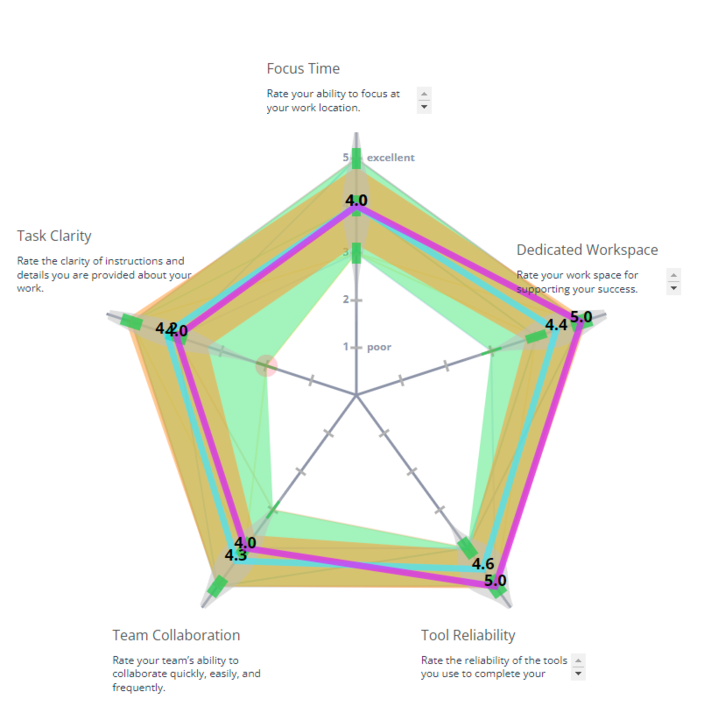 Focus Time
Rate your ability to focus at
your work location.
5
excellent
4.0
Task Clarity
Rate the clarity of instructions and
details you are provided about your
work.
Dedicated Workspace
Rate your work space for
supporting your success.
3
2
1
poor
4.2
4.0
4.4
5.0
4.0
4.3
4.6
5.0
Team Collaboration
Rate your team's ability to
collaborate quickly, easily, and
frequently.
Tool Reliability
Rate the reliability of the tools
you use to complete your